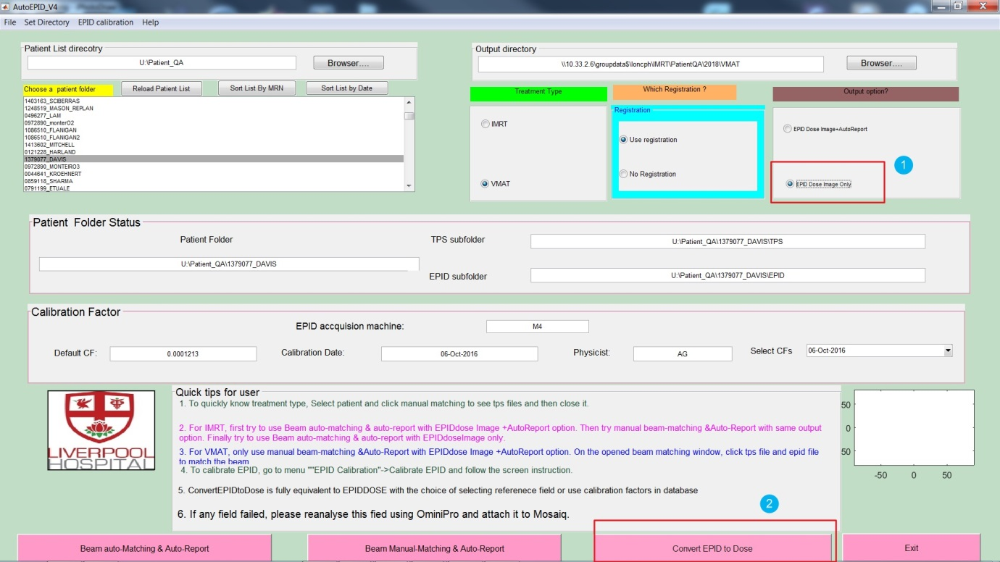 AutoEPID_V4
File Set Directory EPID calibration Help
Patient List direcotry
U:\Patient_QA
Browser....
Output directory
\\10.33.2.6\groupdata$\loncph\IMRT\PatientQA\2018\VMAT
Browser....
Choose a patient folder
Reload Patient List
Sort List By MRN
Sort List by Date
1403163_SCIBERRAS
1248519_MASON_REPLAN
0496277_LAM
0972890_monterO2
1086510_FLANIGAN
1086510_FLANIGAN2
1413602_MITCHELL
0121228_HARLAND
1379077_DAVIS
0972890_MONTEIRO3
0044641_KROEHNERT
0859118_SHARMA
0791199_ETUALE
Treatment Type
IMRT
VMAT
Which Registration ?
Registration
Use registration
No Registration
Output option?
EPID Dose Image+AutoReport
EPID Dose Image Only
1
Patient Folder Status
Patient Folder
U:\Patient_QA\1379077_DAVIS
TPS subfolder
U:\Patient_QA\1379077_DAVIS\TPS
EPID subfolder
U:\Patient_QA\1379077_DAVIS\EPID
Calibration Factor
EPID accquision machine:
M4
Default CF:
0.0001213
Calibration Date:
06-Oct-2016
Physicist:
AG
Select CFs
06-Oct-2016
LIVERPOOL
HOSPITAL
Quick tips for user
1. To quickly know treatment type, Select patient and click manual matching to see tps files and then close it.
2. For IMRT, first try to use Beam auto-matching & auto-report with EPIDdose Image +AutoReport option. Then try manual beam-matching &Auto-Report with same output
option. Finally try to use Beam auto-matching & auto-report with EPIDdoseImage only.
3. For VMAT, only use manual beam-matching &Auto-Report with EPIDdose Image +AutoReport option. On the opened beam matching window, click tps file and epid file
to match the beam
4. To calibrate EPID, go to menu ""EPID Calibration"->Calibrate EPID and follow the screen instruction.
5. ConvertEPIDtoDose is fully equivalent to EPIDDOSE with the choice of selecting referenece field or use calibration factors in database
6. If any field failed, please reanalyse this fied using OminiPro and attach it to Mosaiq.
50
0
50
-50 0 50
2
Beam auto-Matching & Auto-Report
Beam Manual-Matching & Auto-Report
Convert EPID to Dose
Exit